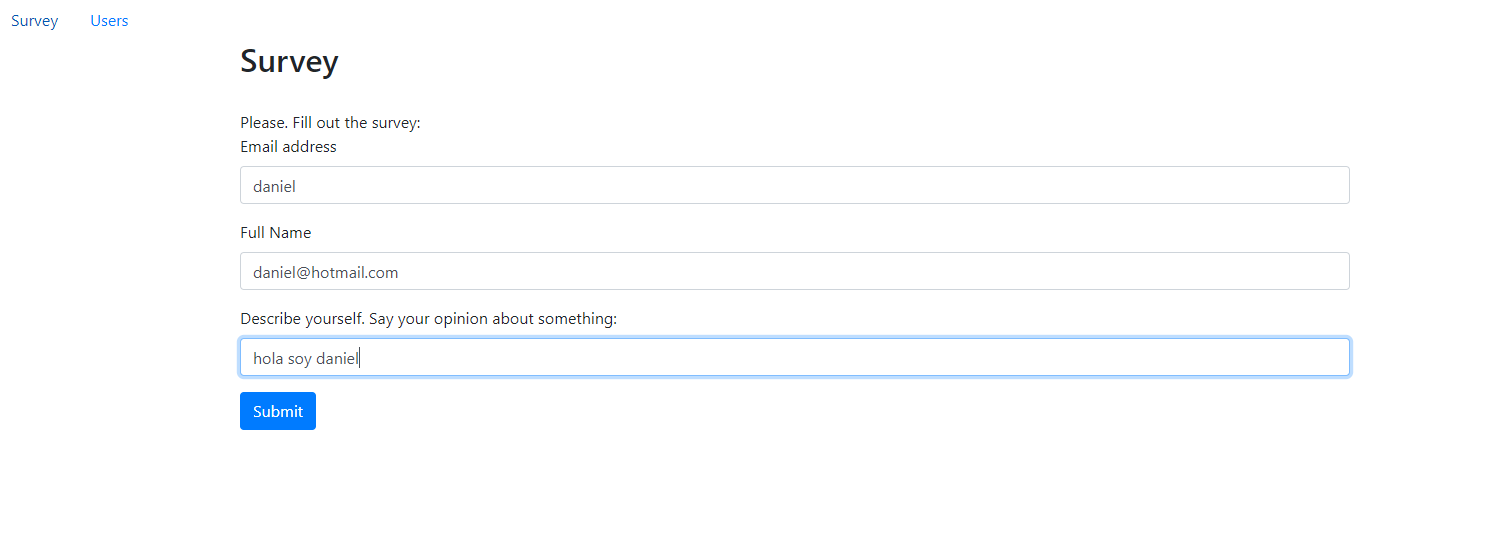 Survey Users
Survey
Please. Fill out the survey:
Email address
daniel
Full Name
daniel@hotmail.com
Describe yourself. Say your opinion about something:
hola soy daniel
Submit